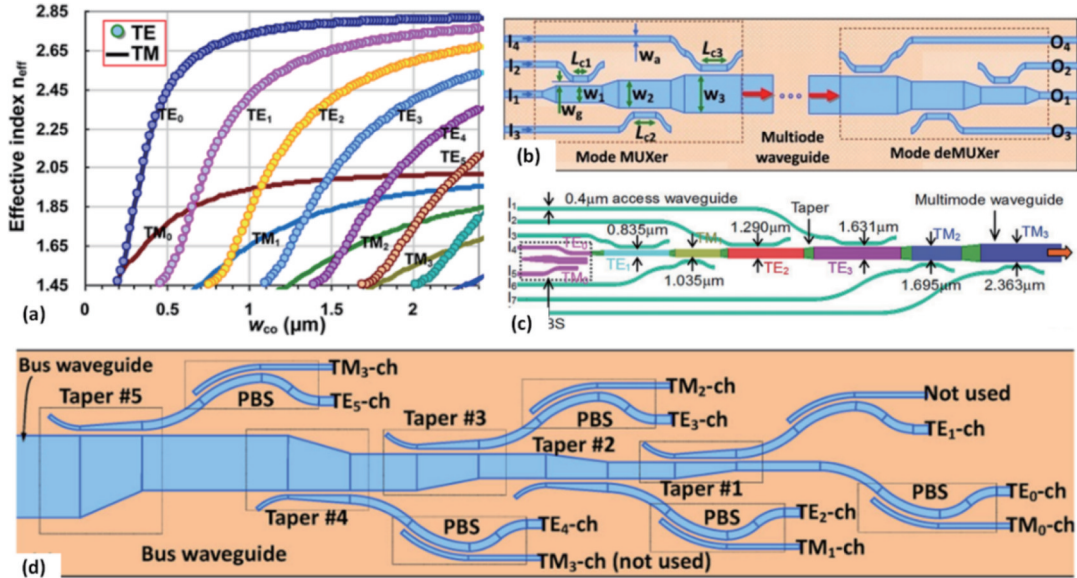 (a)
2.85
2.65
2.45
2.25
2.05
1.85
1.65
1.45
Effective index neff
TE
TM
TE0
TE1
TE2
TE3
TE4
TE5
TM0
TM1
TM2
TM3
0
0.5
1
1.5
2
wco (μm)
(b)
I4
I2
I1
I3
wa
Lc1
Lc3
w1
w2
w3
wg
Lc2
Mode MUXer
Multiode
waveguide
Mode deMUXer
O4
O2
O1
O3
(c)
I1
I2
I3
I4
I5
I6
I7
0.4μm access waveguide
Taper
Multimode waveguide
0.835μm
1.290μm
1.631μm
TE0
TE1
TE2
TE3
TM2
TM3
1.035μm
1.695μm
2.363μm
BS
(d)
Bus waveguide
Taper #5
PBS
TM3-ch
TE5-ch
Taper #3
PBS
TM2-ch
TE3-ch
Taper #2
Not used
TE1-ch
Taper #1
Taper #4
PBS
TE4-ch
TM3-ch (not used)
PBS
TE2-ch
TM1-ch
PBS
TE0-ch
TM0-ch
Bus waveguide